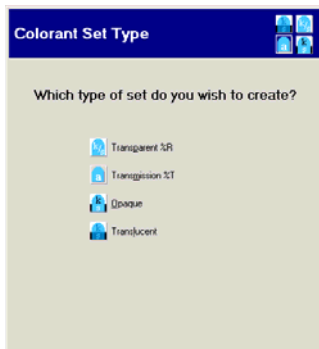 Colorant Set Type
Which type of set do you wish to create?
Transparent %R
Transmission %T
Opaque
Translucent